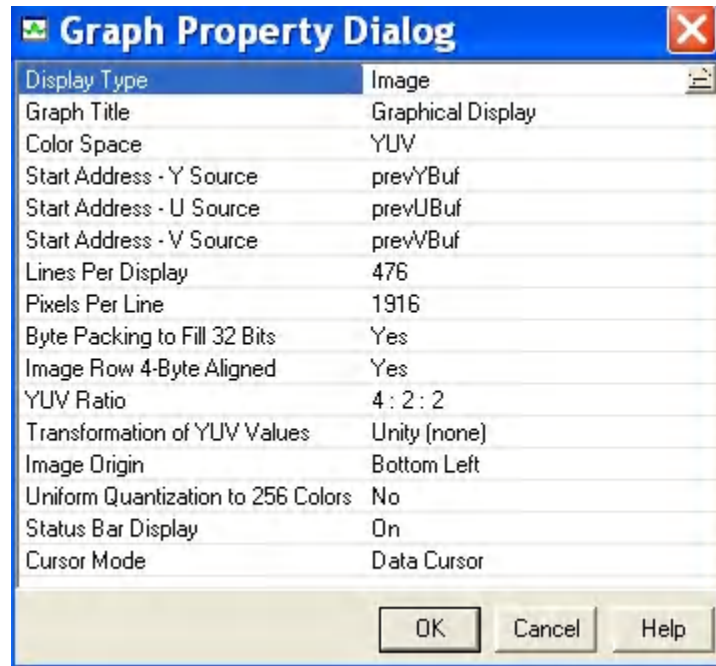 Graph Property Dialog
Display Type Image
Graph Title Graphical Display
Color Space YUV
Start Address - Y Source prevYBuf
Start Address - U Source prevUBuf
Start Address - V Source prevVBuf
Lines Per Display 476
Pixels Per Line 1916
Byte Packing to Fill 32 Bits Yes
Image Row 4-Byte Aligned Yes
YUV Ratio 4 : 2 : 2
Transformation of YUV Values Unity (none)
Image Origin Bottom Left
Uniform Quantization to 256 Colors No
Status Bar Display On
Cursor Mode Data Cursor
OK Cancel Help